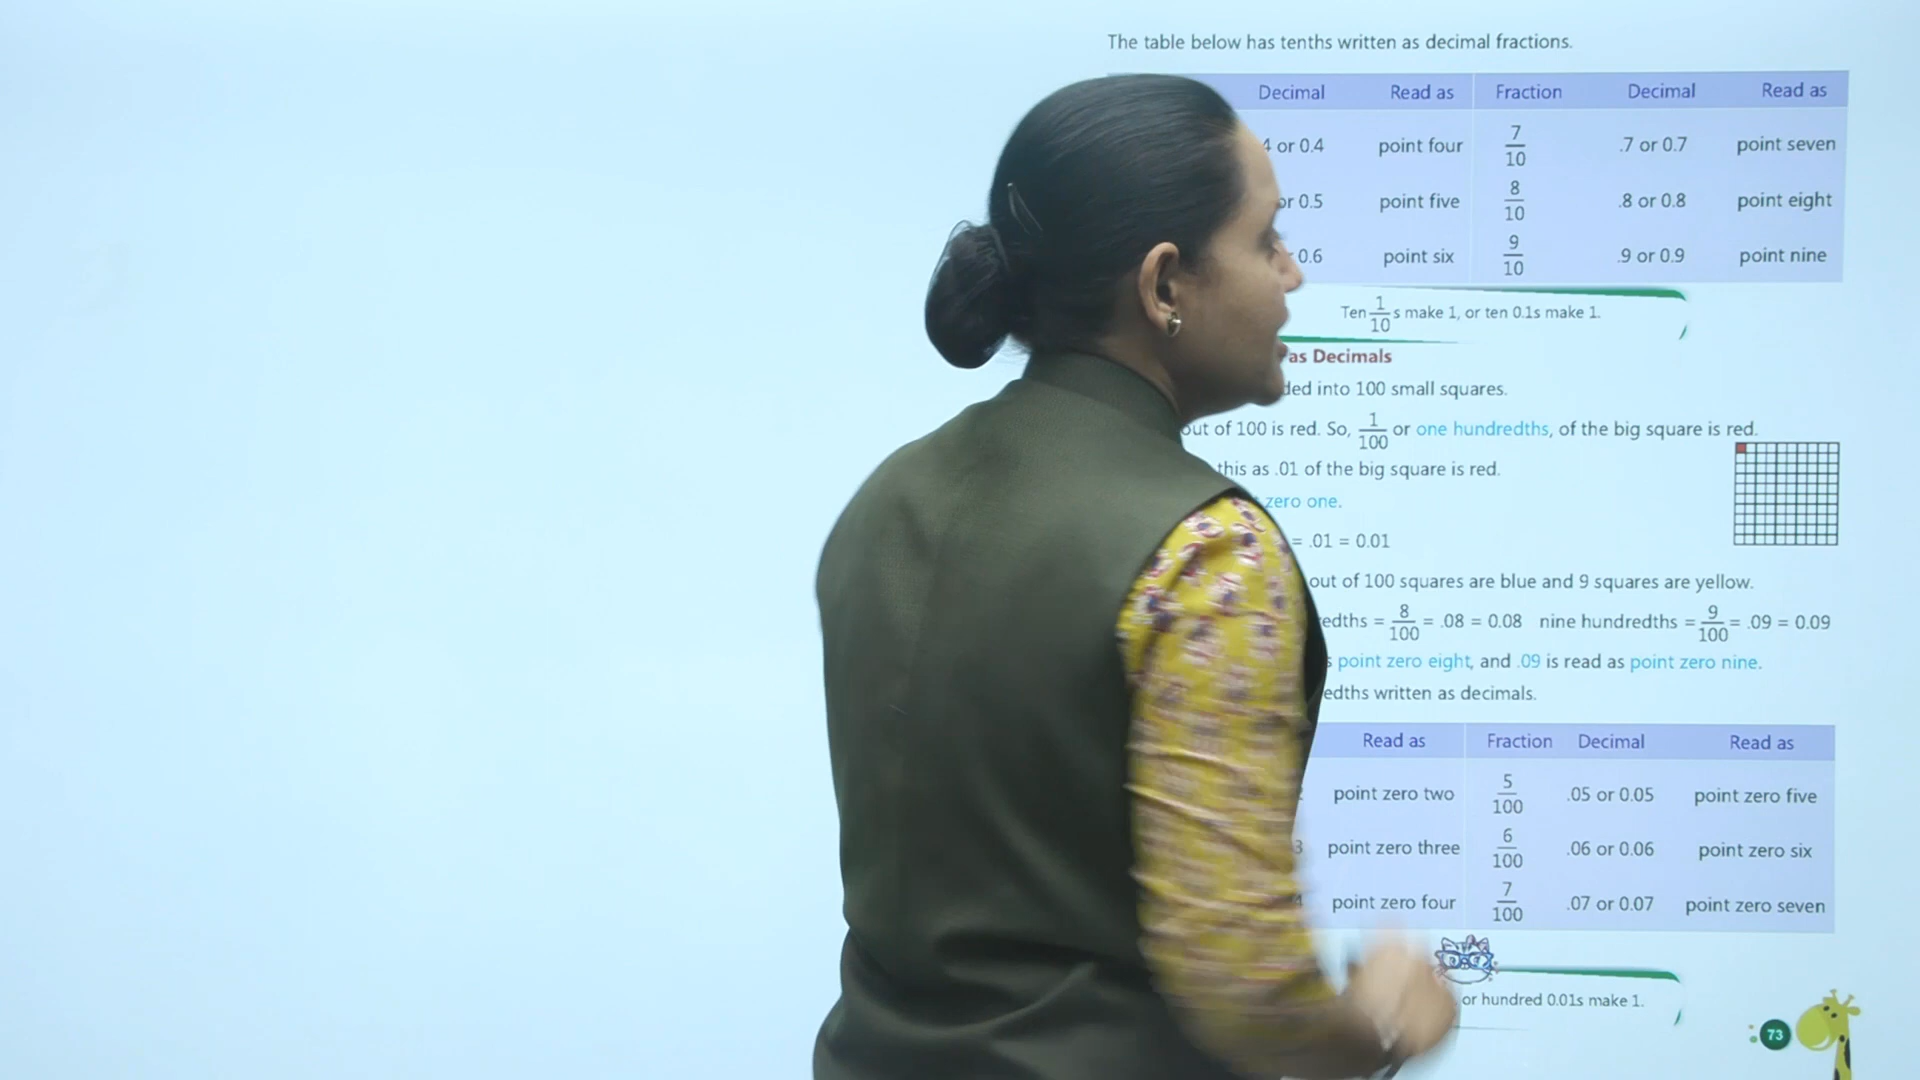 The table below has tenths written as decimal fractions.
Decimal Read as Fraction Decimal Read as
4 or 0.4 point four 7/10 .7 or 0.7 point seven
or 0.5 point five 8/10 .8 or 0.8 point eight
0.6 point six 9/10 .9 or 0.9 point nine
Ten 1/10 s make 1, or ten 0.1s make 1.
as Decimals
into 100 small squares.
out of 100 is red. So, 1/100 or one hundredths, of the big square is red.
this as .01 of the big square is red.
zero one.
= .01 = 0.01
out of 100 squares are blue and 9 squares are yellow.
= 8/100 = .08 = 0.08 nine hundredths = 9/100 = .09 = 0.09
point zero eight, and .09 is read as point zero nine.
written as decimals.
Read as Fraction Decimal Read as
point zero two 5/100 .05 or 0.05 point zero five
3 point zero three 6/100 .06 or 0.06 point zero six
4 point zero four 7/100 .07 or 0.07 point zero seven
or hundred 0.01s make 1.
73